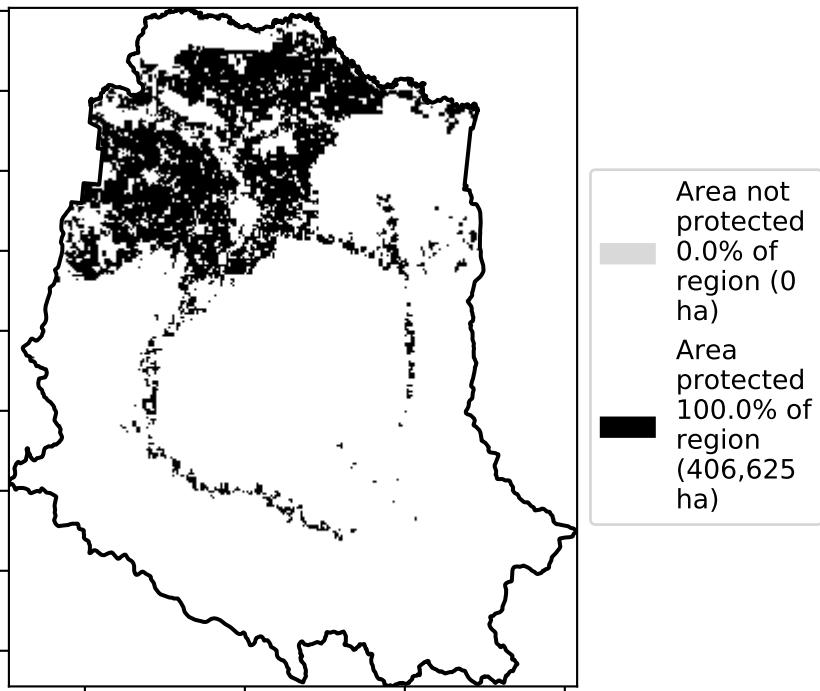 Area not
protected
0.0% of
region (0
ha)
Area
protected
100.0% of
region
(406,625
ha)